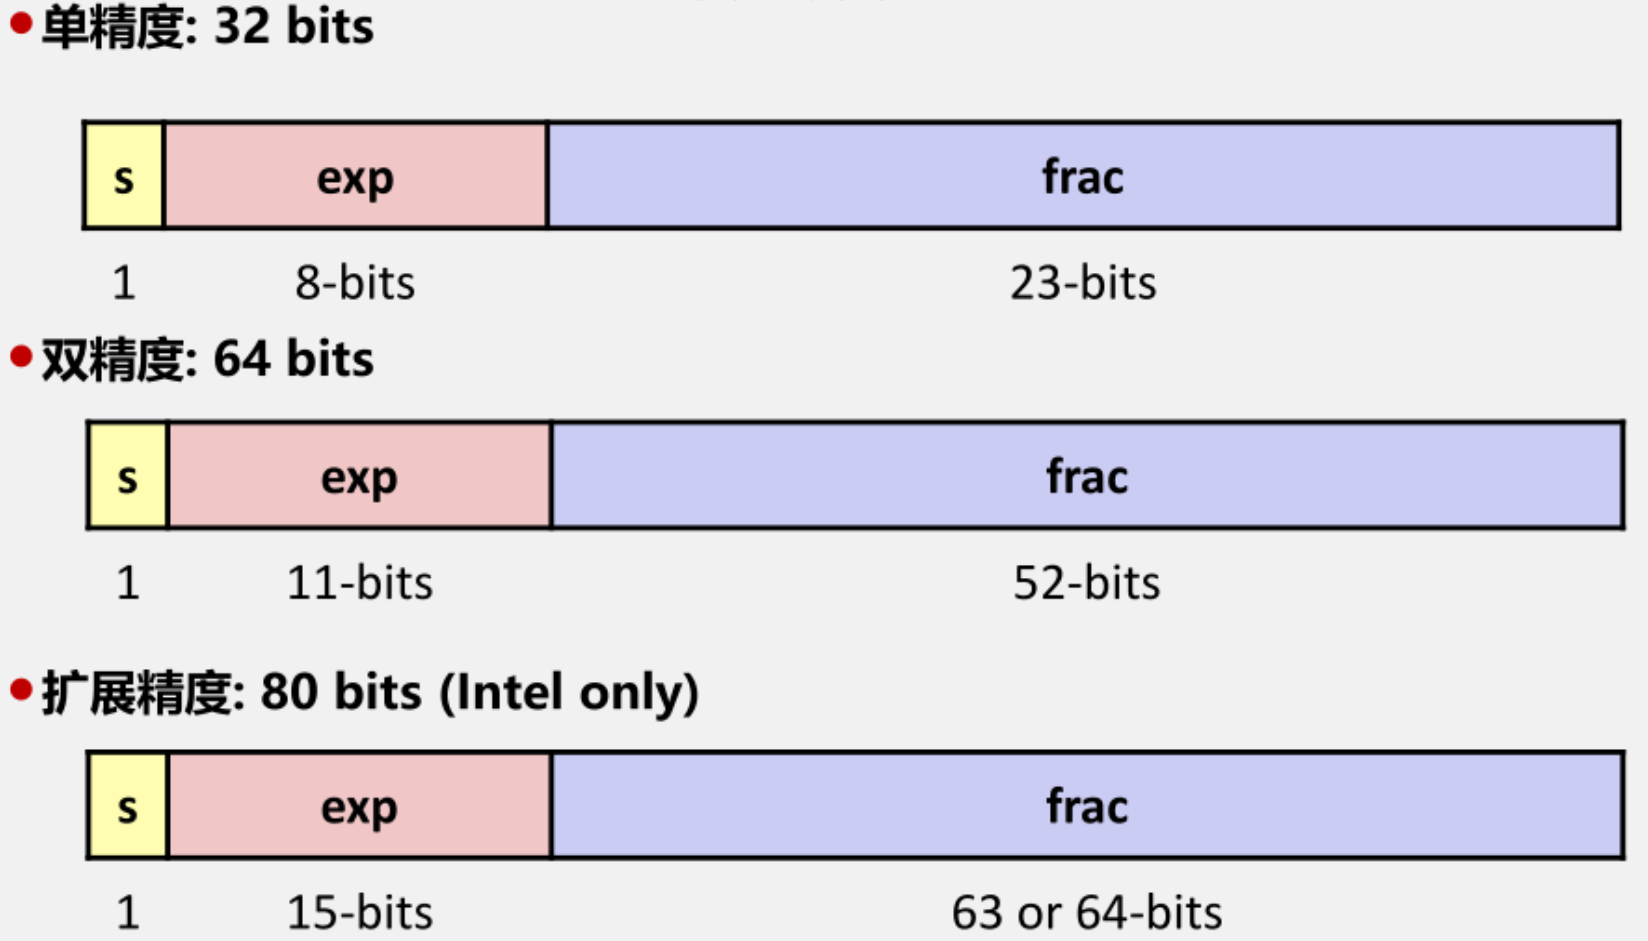 单精度: 32 bits
s exp frac
1 8-bits 23-bits
双精度: 64 bits
s exp frac
1 11-bits 52-bits
扩展精度: 80 bits (Intel only)
s exp frac
1 15-bits 63 or 64-bits